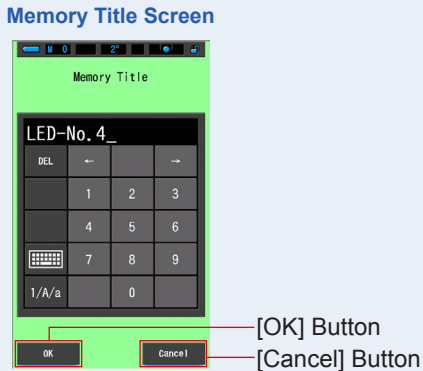 Memory Title Screen
M 0 2°
Memory Title
LED-No.4_
DEL ← →
1 2 3
4 5 6
7 8 9
1/A/a 0
[OK] Button
OK Cancel
[Cancel] Button